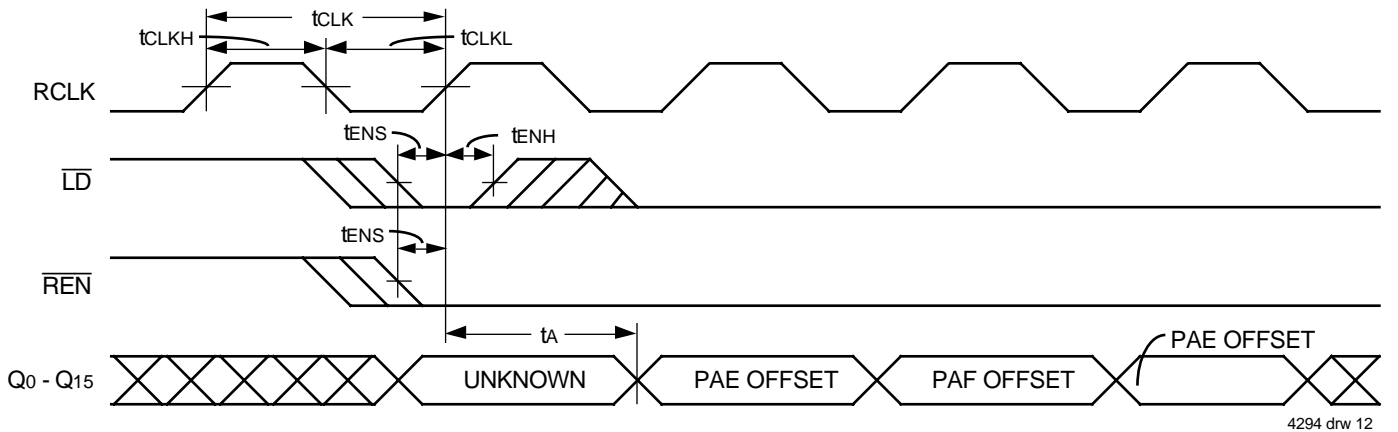 tCLK
tCLKH
tCLKL
RCLK
tENS
tENH
LD
tENS
REN
tA
PAE OFFSET
Q0 - Q15
UNKNOWN
PAE OFFSET
PAF OFFSET
4294 drw 12